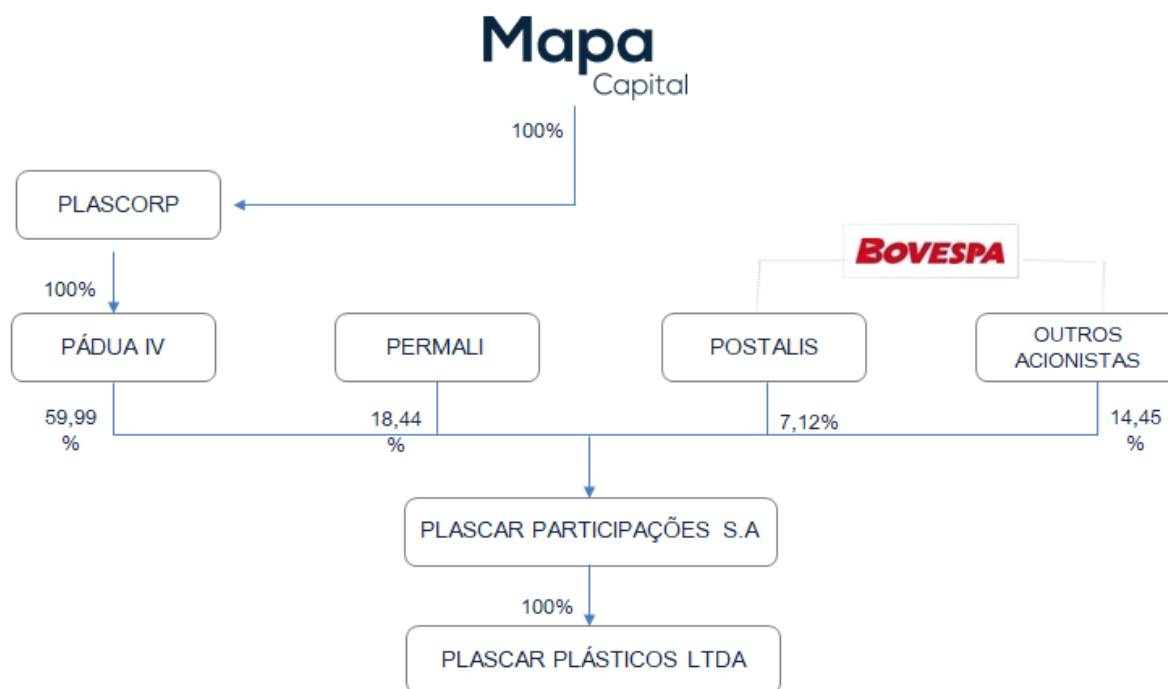 Mapa
Capital
100%
PLASCORP
BOVESPA
100%
PÁDUA IV
PERMALI
POSTALIS
OUTROS
ACIONISTAS
59,99
%
18,44
%
7,12%
14,45
%
PLASCAR PARTICIPAÇÕES S.A
100%
PLASCAR PLÁSTICOS LTDA